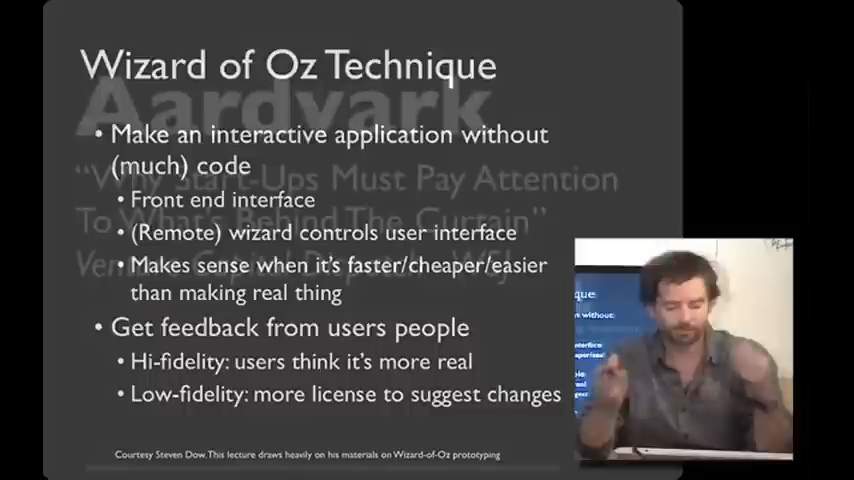 Wizard of Oz Technique
Aardvark
• Make an interactive application without
(much) code
"Why Start-Ups Must Pay Attention
• Front end interface
To What's Behind The Curtain"
• (Remote) wizard controls user interface
• Makes sense when it's faster/cheaper/easier
than making real thing
• Get feedback from users people
• Hi-fidelity: users think it's more real
• Low-fidelity: more license to suggest changes
Courtesy Steven Dow. This lecture draws heavily on his materials on Wizard-of-Oz prototyping
que:
without: